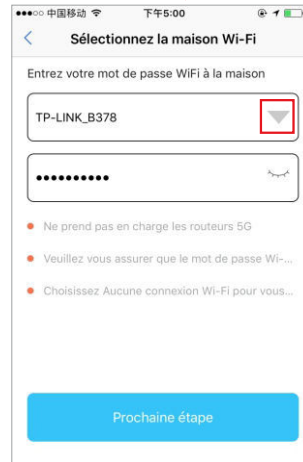 中国移动 下午5:00
Sélectionnez la maison Wi-Fi
Entrez votre mot de passe WiFi à la maison
TP-LINK_B378
••••••••••
Ne prend pas en charge les routeurs 5G
Veuillez vous assurer que le mot de passe Wi-...
Choisissez Aucune connexion Wi-Fi pour vous...
Prochaine étape